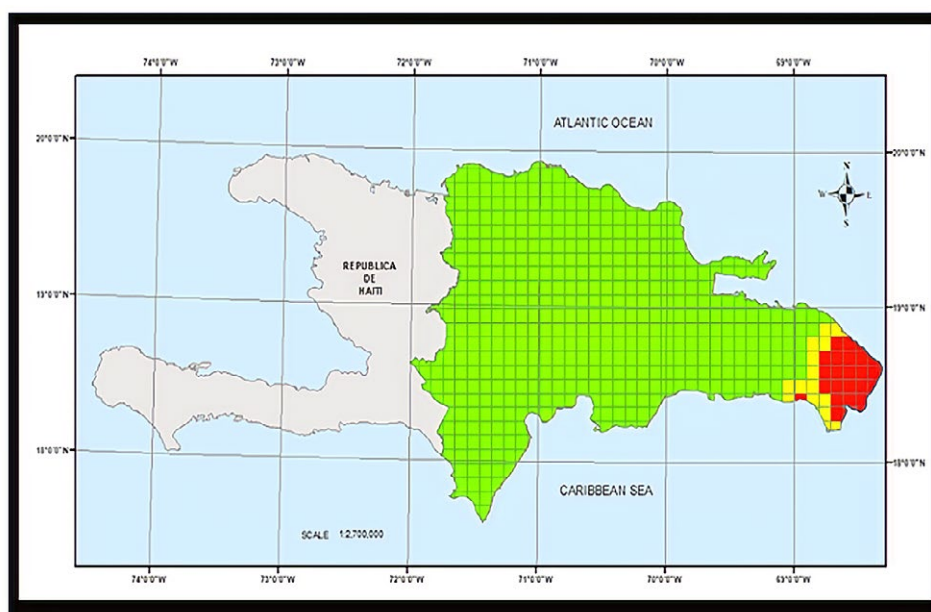 74°0'0"W 73°0'0"W 72°0'0"W 71°0'0"W 70°0'0"W 69°0'0"W
ATLANTIC OCEAN
20°0'0"N 20°0'0"N
N
W E
S
REPUBLICA
DE
HAITI
19°0'0"N 19°0'0"N
18°0'0"N 18°0'0"N
CARIBBEAN SEA
SCALE 1:2,700,000
74°0'0"W 73°0'0"W 72°0'0"W 71°0'0"W 70°0'0"W 69°0'0"W